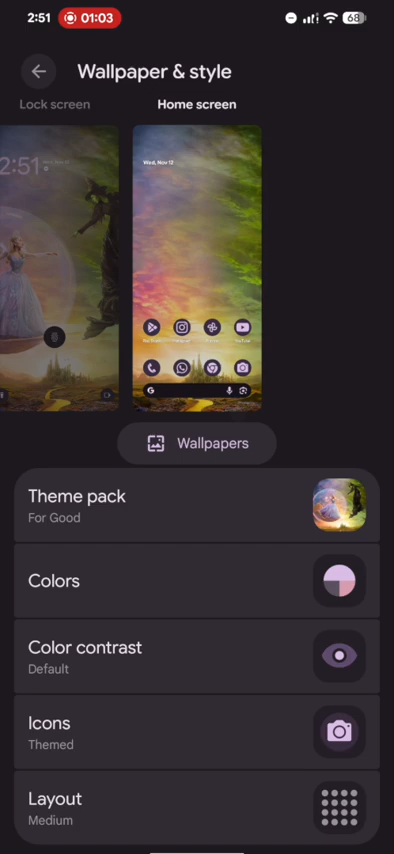 2:51
01:03
68
Wallpaper & style
Lock screen
Home screen
2:51
Wed, Nov 12
Wallpapers
Theme pack
For Good
Colors
Color contrast
Default
Icons
Themed
Layout
Medium